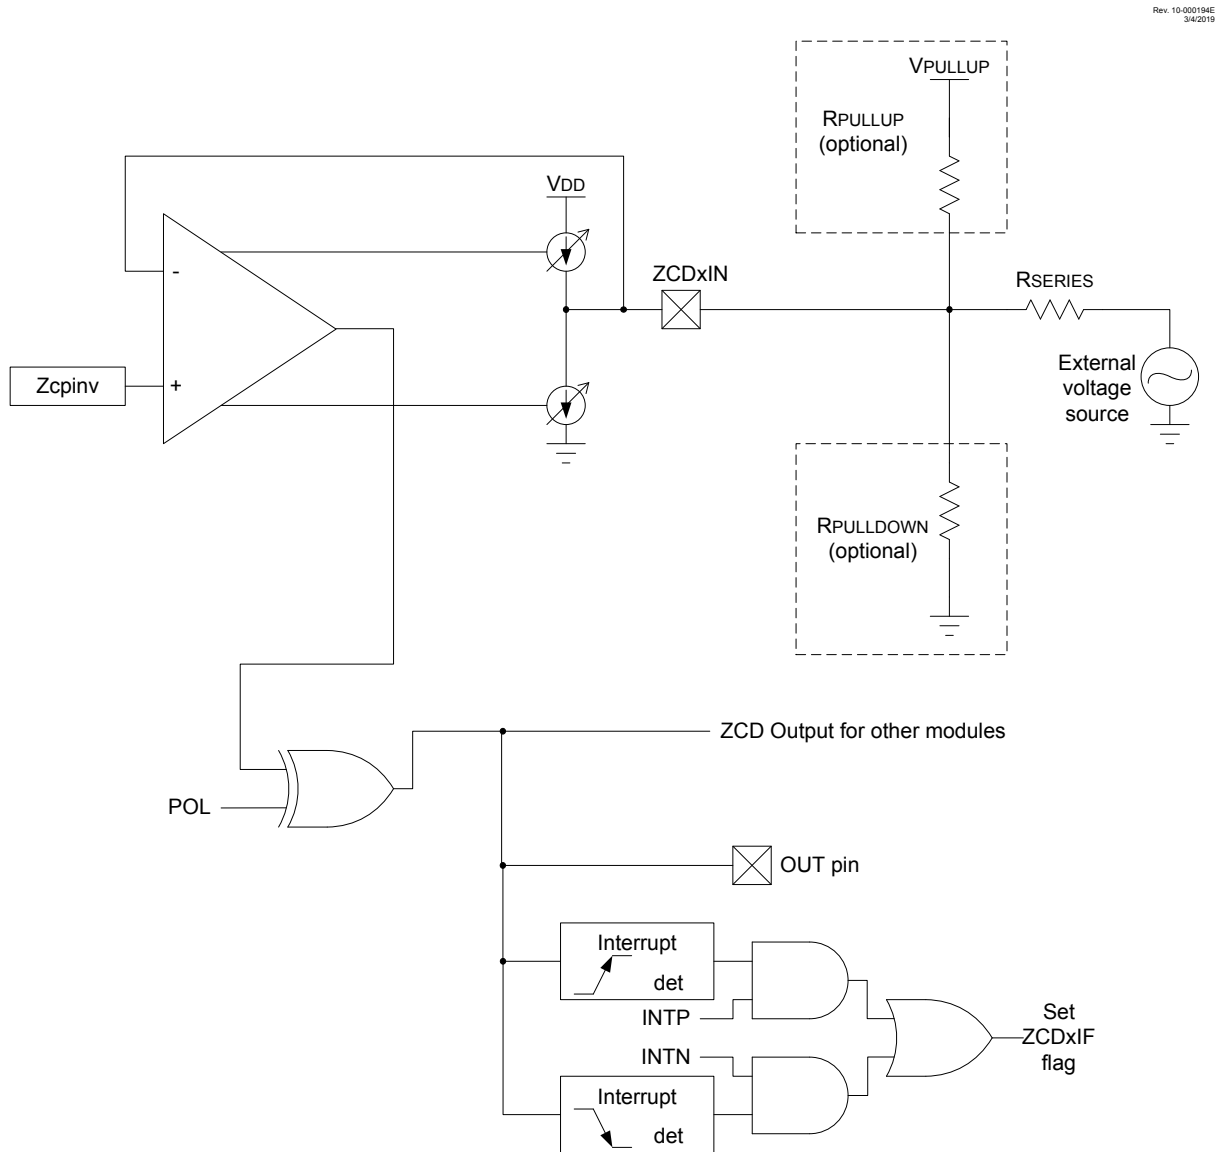 Rev. 10-000194E
3/4/2019
VPULLUP
RPULLUP
(optional)
VDD
-
ZCDxIN
RSERIES
Zcpinv
+
External
voltage
source
RPULLDOWN
(optional)
ZCD Output for other modules
POL
OUT pin
Interrupt
det
INTP
Set
ZCDxIF
flag
INTN
Interrupt
det